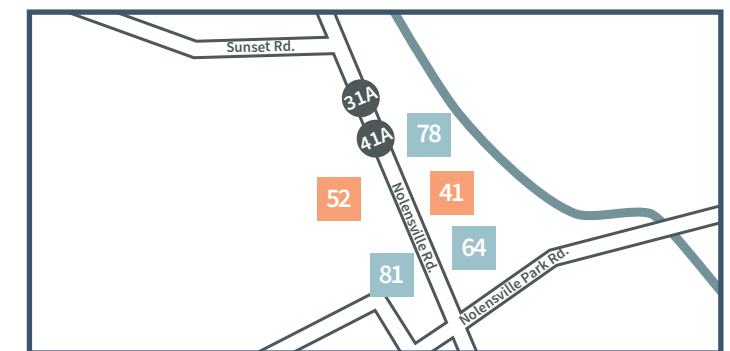 Sunset Rd.
31A
41A
78
52
41
Nolensville Rd.
64
81
Nolensville Park Rd.